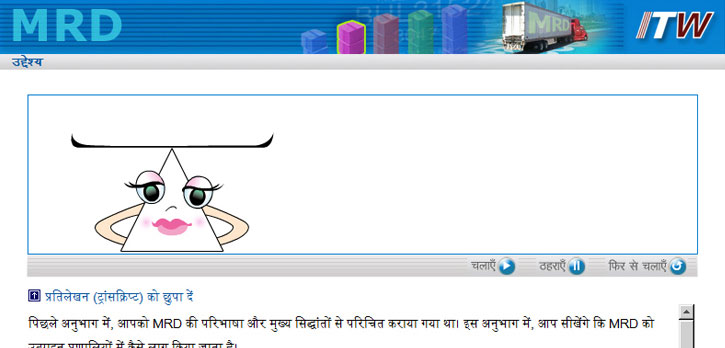 MRD
MRD
ITW
उद्देश्य
चलाएँ
ठहराएँ
फिर से चलाएँ
प्रतिलेखन (ट्रांसक्रिप्ट) को छुपा दें
पिछले अनुभाग में, आपको MRD की परिभाषा और मुख्य सिद्धांतों से परिचित कराया गया था। इस अनुभाग में, आप सीखेंगे कि MRD को